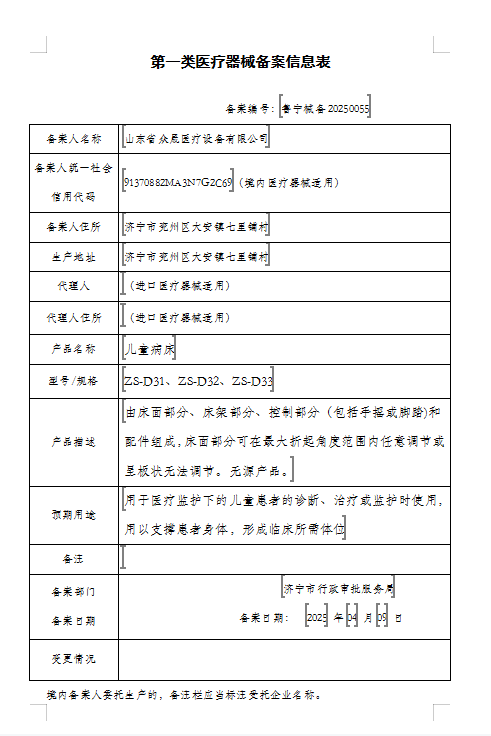 第一类医疗器械备案信息表
备案编号：鲁宁械备20250055
备案人名称 山东省众晟医疗设备有限公司
备案人统一社会信用代码 91370882MA3N7GZC69（境内医疗器械适用）
备案人住所 济宁市兖州区大安镇七里铺村
生产地址 济宁市兖州区大安镇七里铺村
代理人 （进口医疗器械适用）
代理人住所 （进口医疗器械适用）
产品名称 儿童病床
型号/规格 ZS-D31、ZS-D32、ZS-D33
产品描述 由床面部分、床架部分、控制部分（包括手摇或脚踏)和
配件组成,床面部分可在最大折起角度范围内任意调节或
呈板状无法调节。无源产品。
预期用途 用于医疗监护下的儿童患者的诊断、治疗或监护时使用，
用以支撑患者身体，形成临床所需体位
备注
备案部门 济宁市行政审批服务局
备案日期 备案日期： 2025 年 04 月 09 日
变更情况
境内备案人委托生产的，备注栏应当标注受托企业名称。